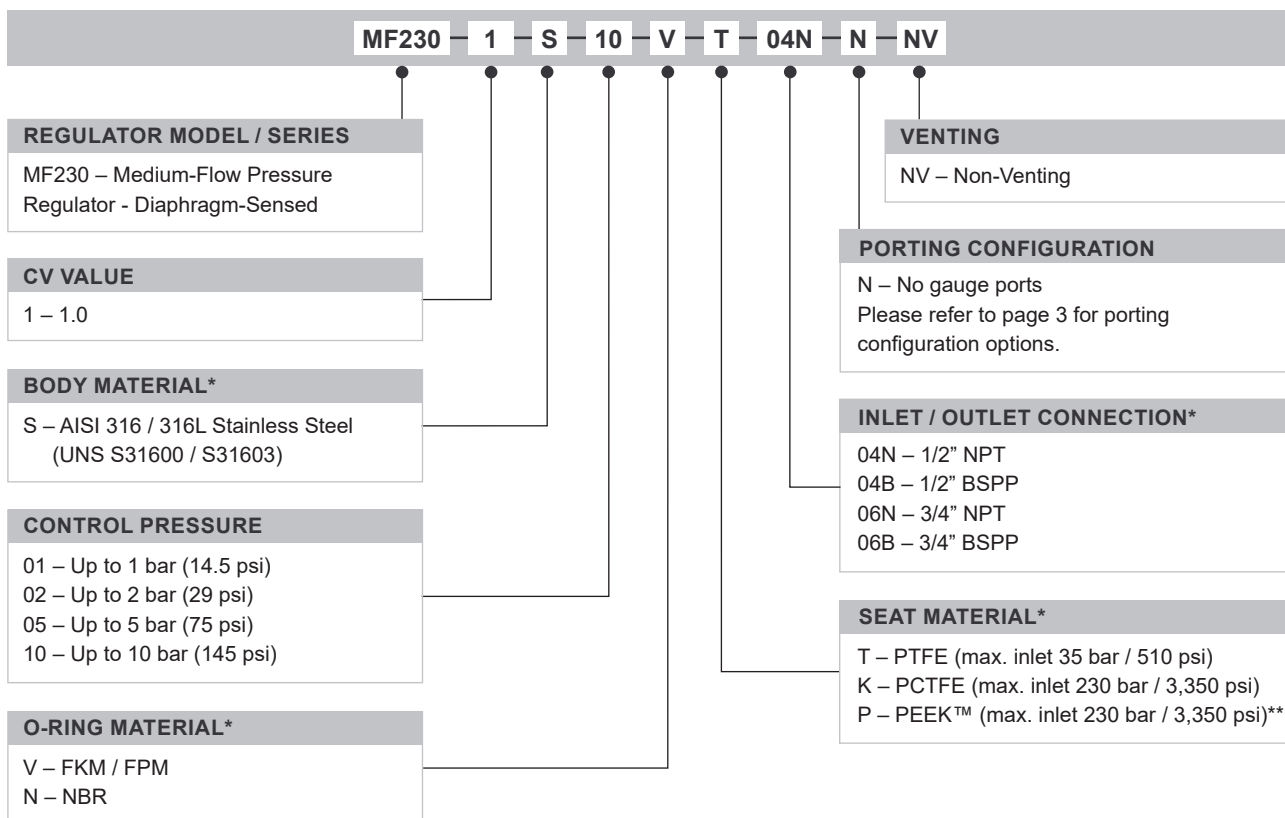 MF230 1 S 10 V T 04N N NV
REGULATOR MODEL / SERIES
MF230 – Medium-Flow Pressure
Regulator - Diaphragm-Sensed
CV VALUE
1 – 1.0
BODY MATERIAL*
S – AISI 316 / 316L Stainless Steel
(UNS S31600 / S31603)
CONTROL PRESSURE
01 – Up to 1 bar (14.5 psi)
02 – Up to 2 bar (29 psi)
05 – Up to 5 bar (75 psi)
10 – Up to 10 bar (145 psi)
O-RING MATERIAL*
V – FKM / FPM
N – NBR
VENTING
NV – Non-Venting
PORTING CONFIGURATION
N – No gauge ports
Please refer to page 3 for porting
configuration options.
INLET / OUTLET CONNECTION*
04N – 1/2” NPT
04B – 1/2” BSPP
06N – 3/4” NPT
06B – 3/4” BSPP
SEAT MATERIAL*
T – PTFE (max. inlet 35 bar / 510 psi)
K – PCTFE (max. inlet 230 bar / 3,350 psi)
P – PEEK™ (max. inlet 230 bar / 3,350 psi)**